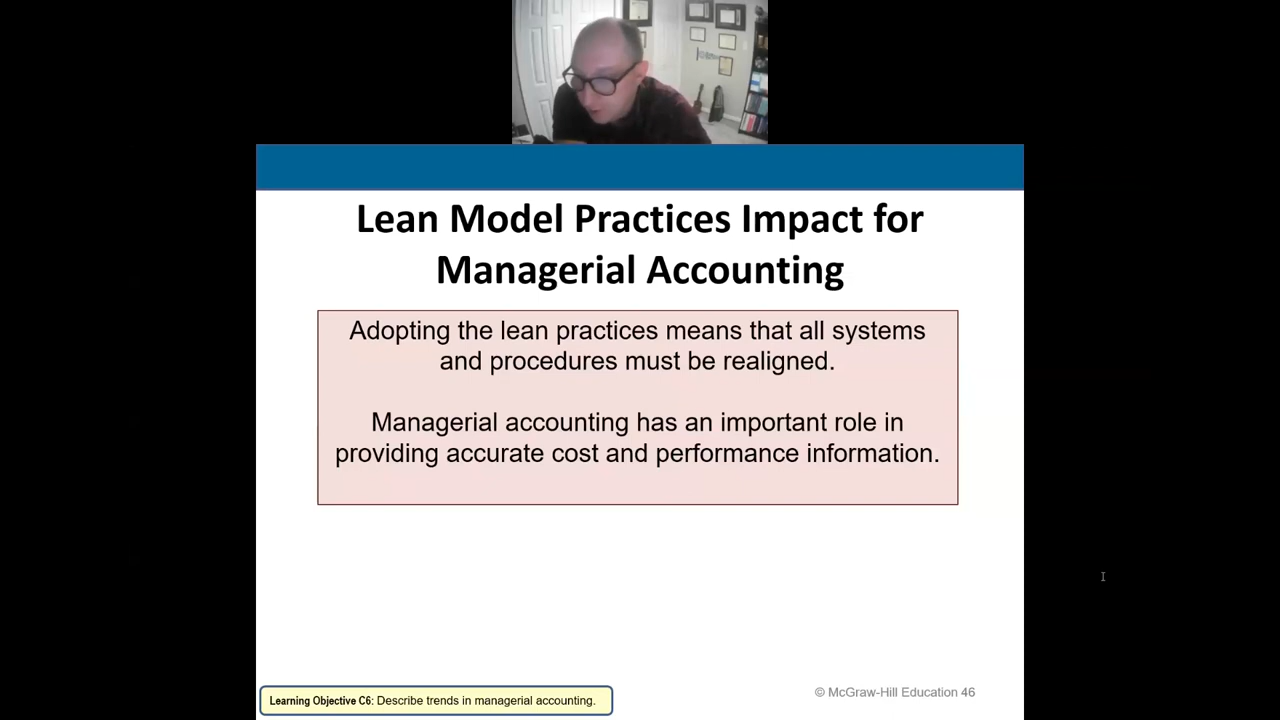 Lean Model Practices Impact for
Managerial Accounting
Adopting the lean practices means that all systems
and procedures must be realigned.
Managerial accounting has an important role in
providing accurate cost and performance information.
Learning Objective C6: Describe trends in managerial accounting.
© McGraw-Hill Education 46